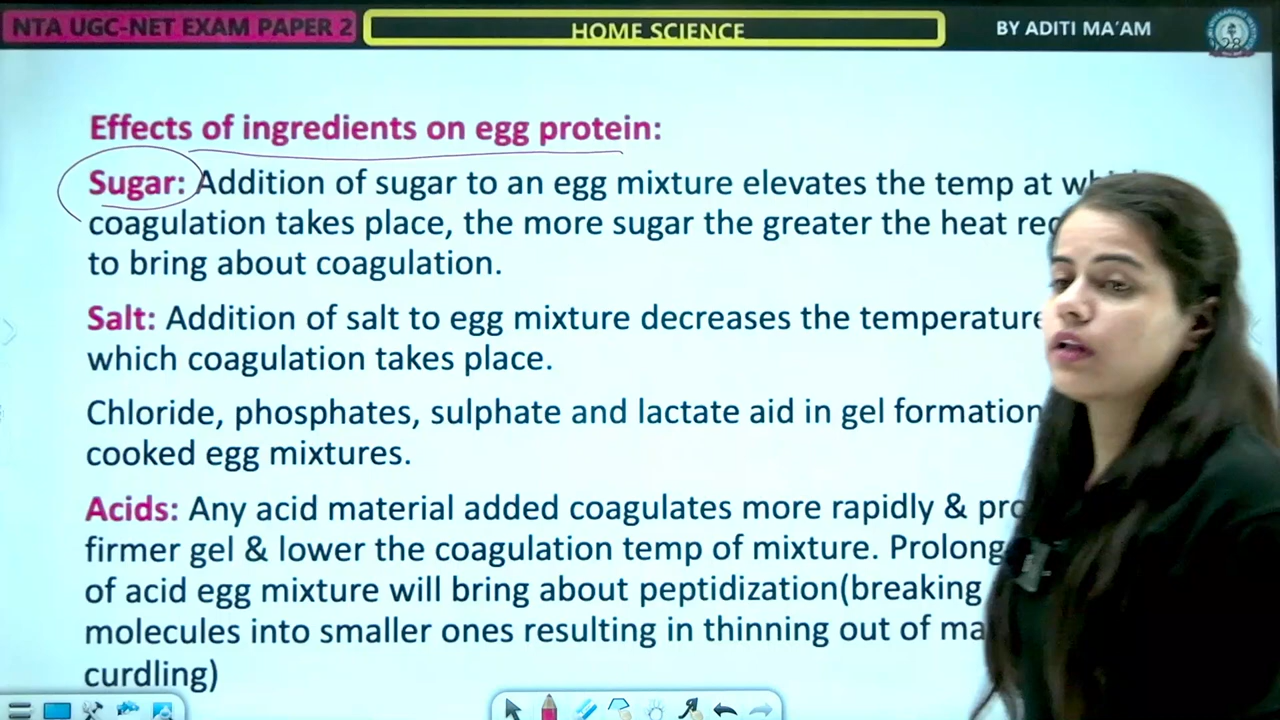 NTA UGC-NET EXAM PAPER 2
HOME SCIENCE
BY ADITI MA'AM
Effects of ingredients on egg protein:
Sugar: Addition of sugar to an egg mixture elevates the temp at
coagulation takes place, the more sugar the greater the heat
to bring about coagulation.
Salt: Addition of salt to egg mixture decreases the temperature
which coagulation takes place.
Chloride, phosphates, sulphate and lactate aid in gel formation
cooked egg mixtures.
Acids: Any acid material added coagulates more rapidly &
firmer gel & lower the coagulation temp of mixture.
of acid egg mixture will bring about peptidization(breaking
molecules into smaller ones resulting in thinning out of
curdling)